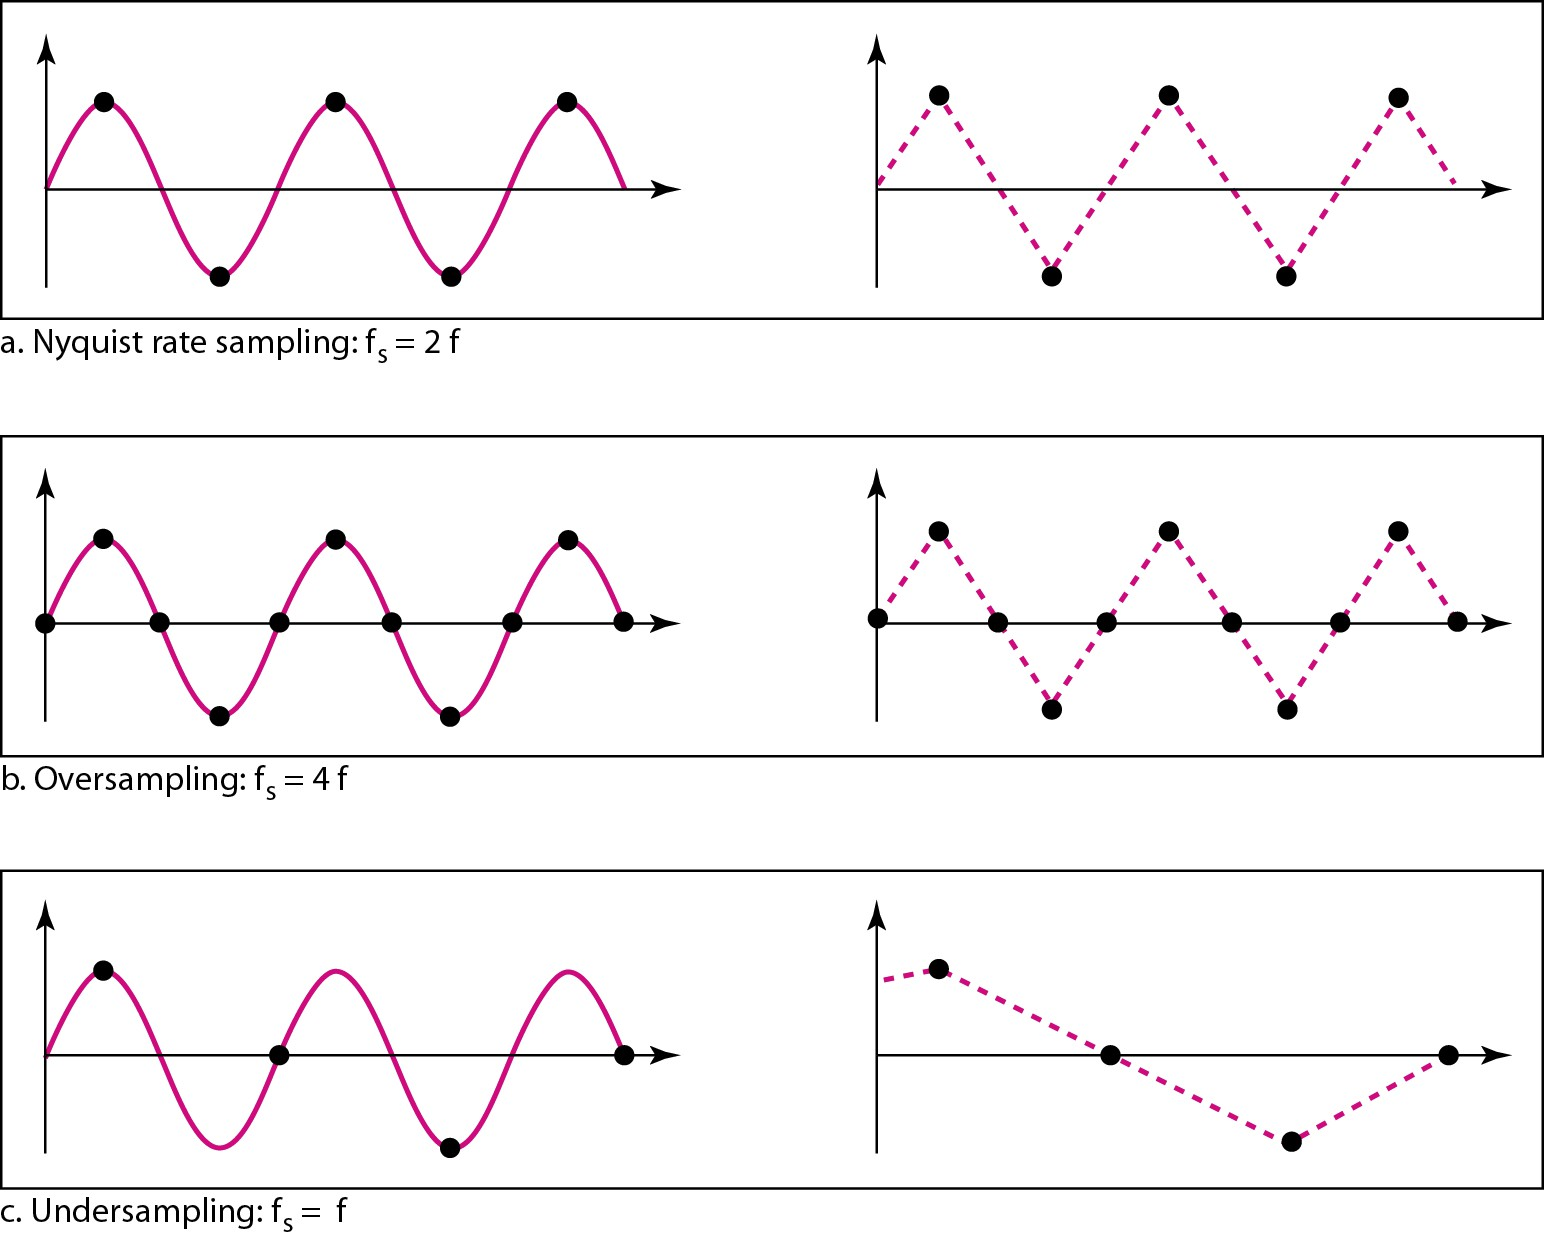 a. Nyquist rate sampling: fs = 2 f
b. Oversampling: fs = 4 f
c. Undersampling: fs = f